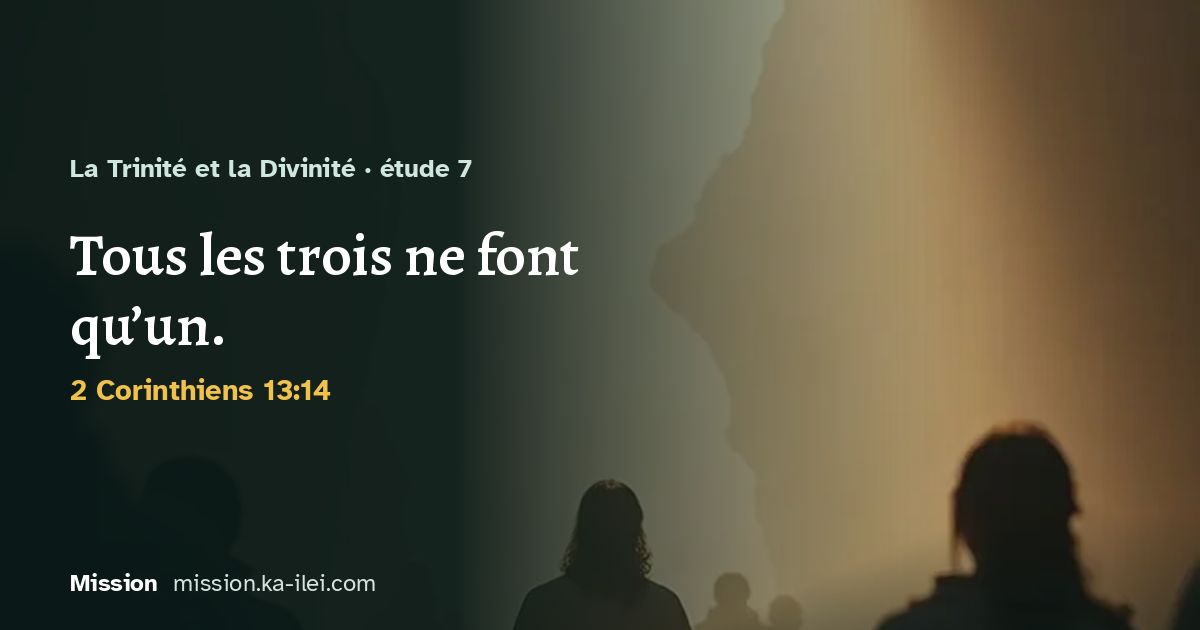 La Trinité et la Divinité · étude 7
Tous les trois ne font
qu’un.
2 Corinthiens 13:14
Mission mission.ka-ilei.com